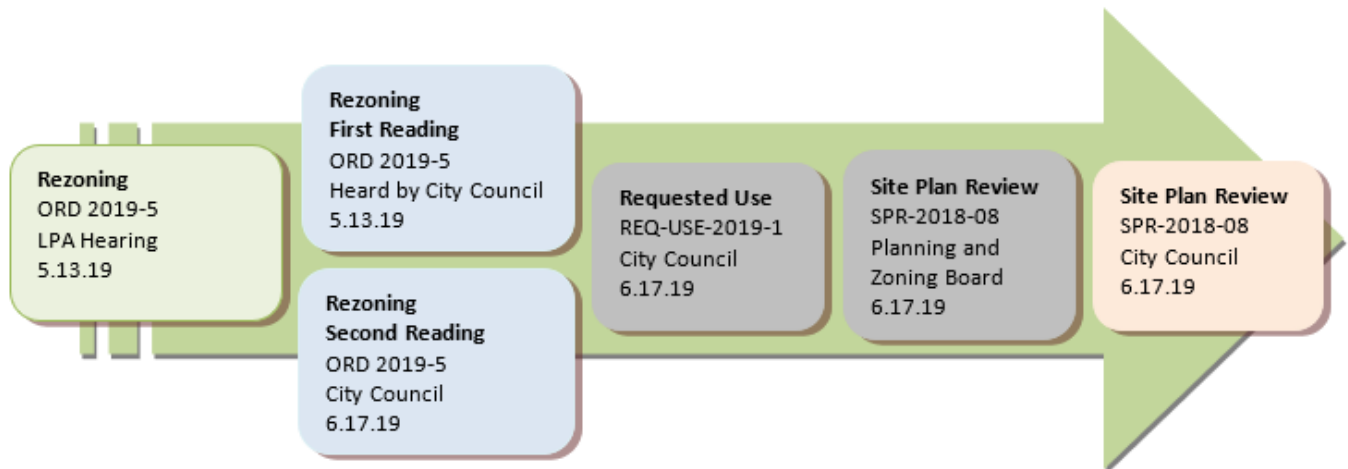 Rezoning
ORD 2019-5
LPA Hearing
5.13.19
Rezoning
First Reading
ORD 2019-5
Heard by City Council
5.13.19
Rezoning
Second Reading
ORD 2019-5
City Council
6.17.19
Requested Use
REQ-USE-2019-1
City Council
6.17.19
Site Plan Review
SPR-2018-08
Planning and
Zoning Board
6.17.19
Site Plan Review
SPR-2018-08
City Council
6.17.19